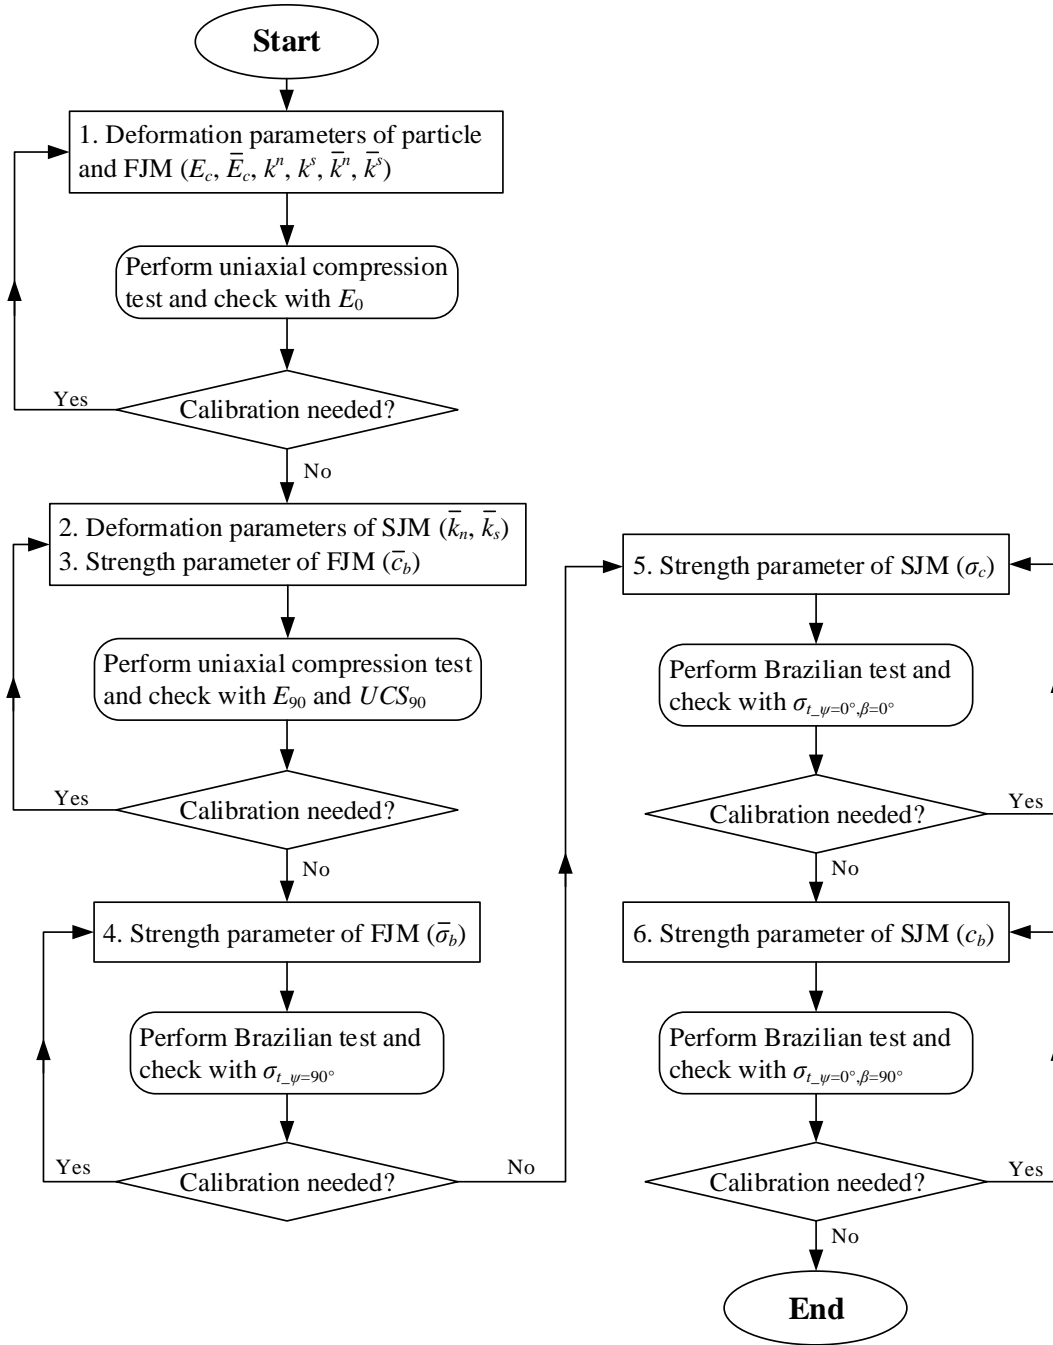 Start
1. Deformation parameters of particle
and FJM (E_c, Ē_c, k^n, k^s, k̄^n, k̄^s)
Perform uniaxial compression
test and check with E_0
Calibration needed?
Yes
No
2. Deformation parameters of SJM (k̄_n, k̄_s)
3. Strength parameter of FJM (c̄_b)
Perform uniaxial compression test
and check with E_90 and UCS_90
Calibration needed?
Yes
No
4. Strength parameter of FJM (σ̄_b)
Perform Brazilian test and
check with σ_t_ψ=90°
Calibration needed?
Yes
No
5. Strength parameter of SJM (σ_c)
Perform Brazilian test and
check with σ_t_ψ=0°,β=0°
Calibration needed?
Yes
No
6. Strength parameter of SJM (c_b)
Perform Brazilian test and
check with σ_t_ψ=0°,β=90°
Calibration needed?
Yes
No
End